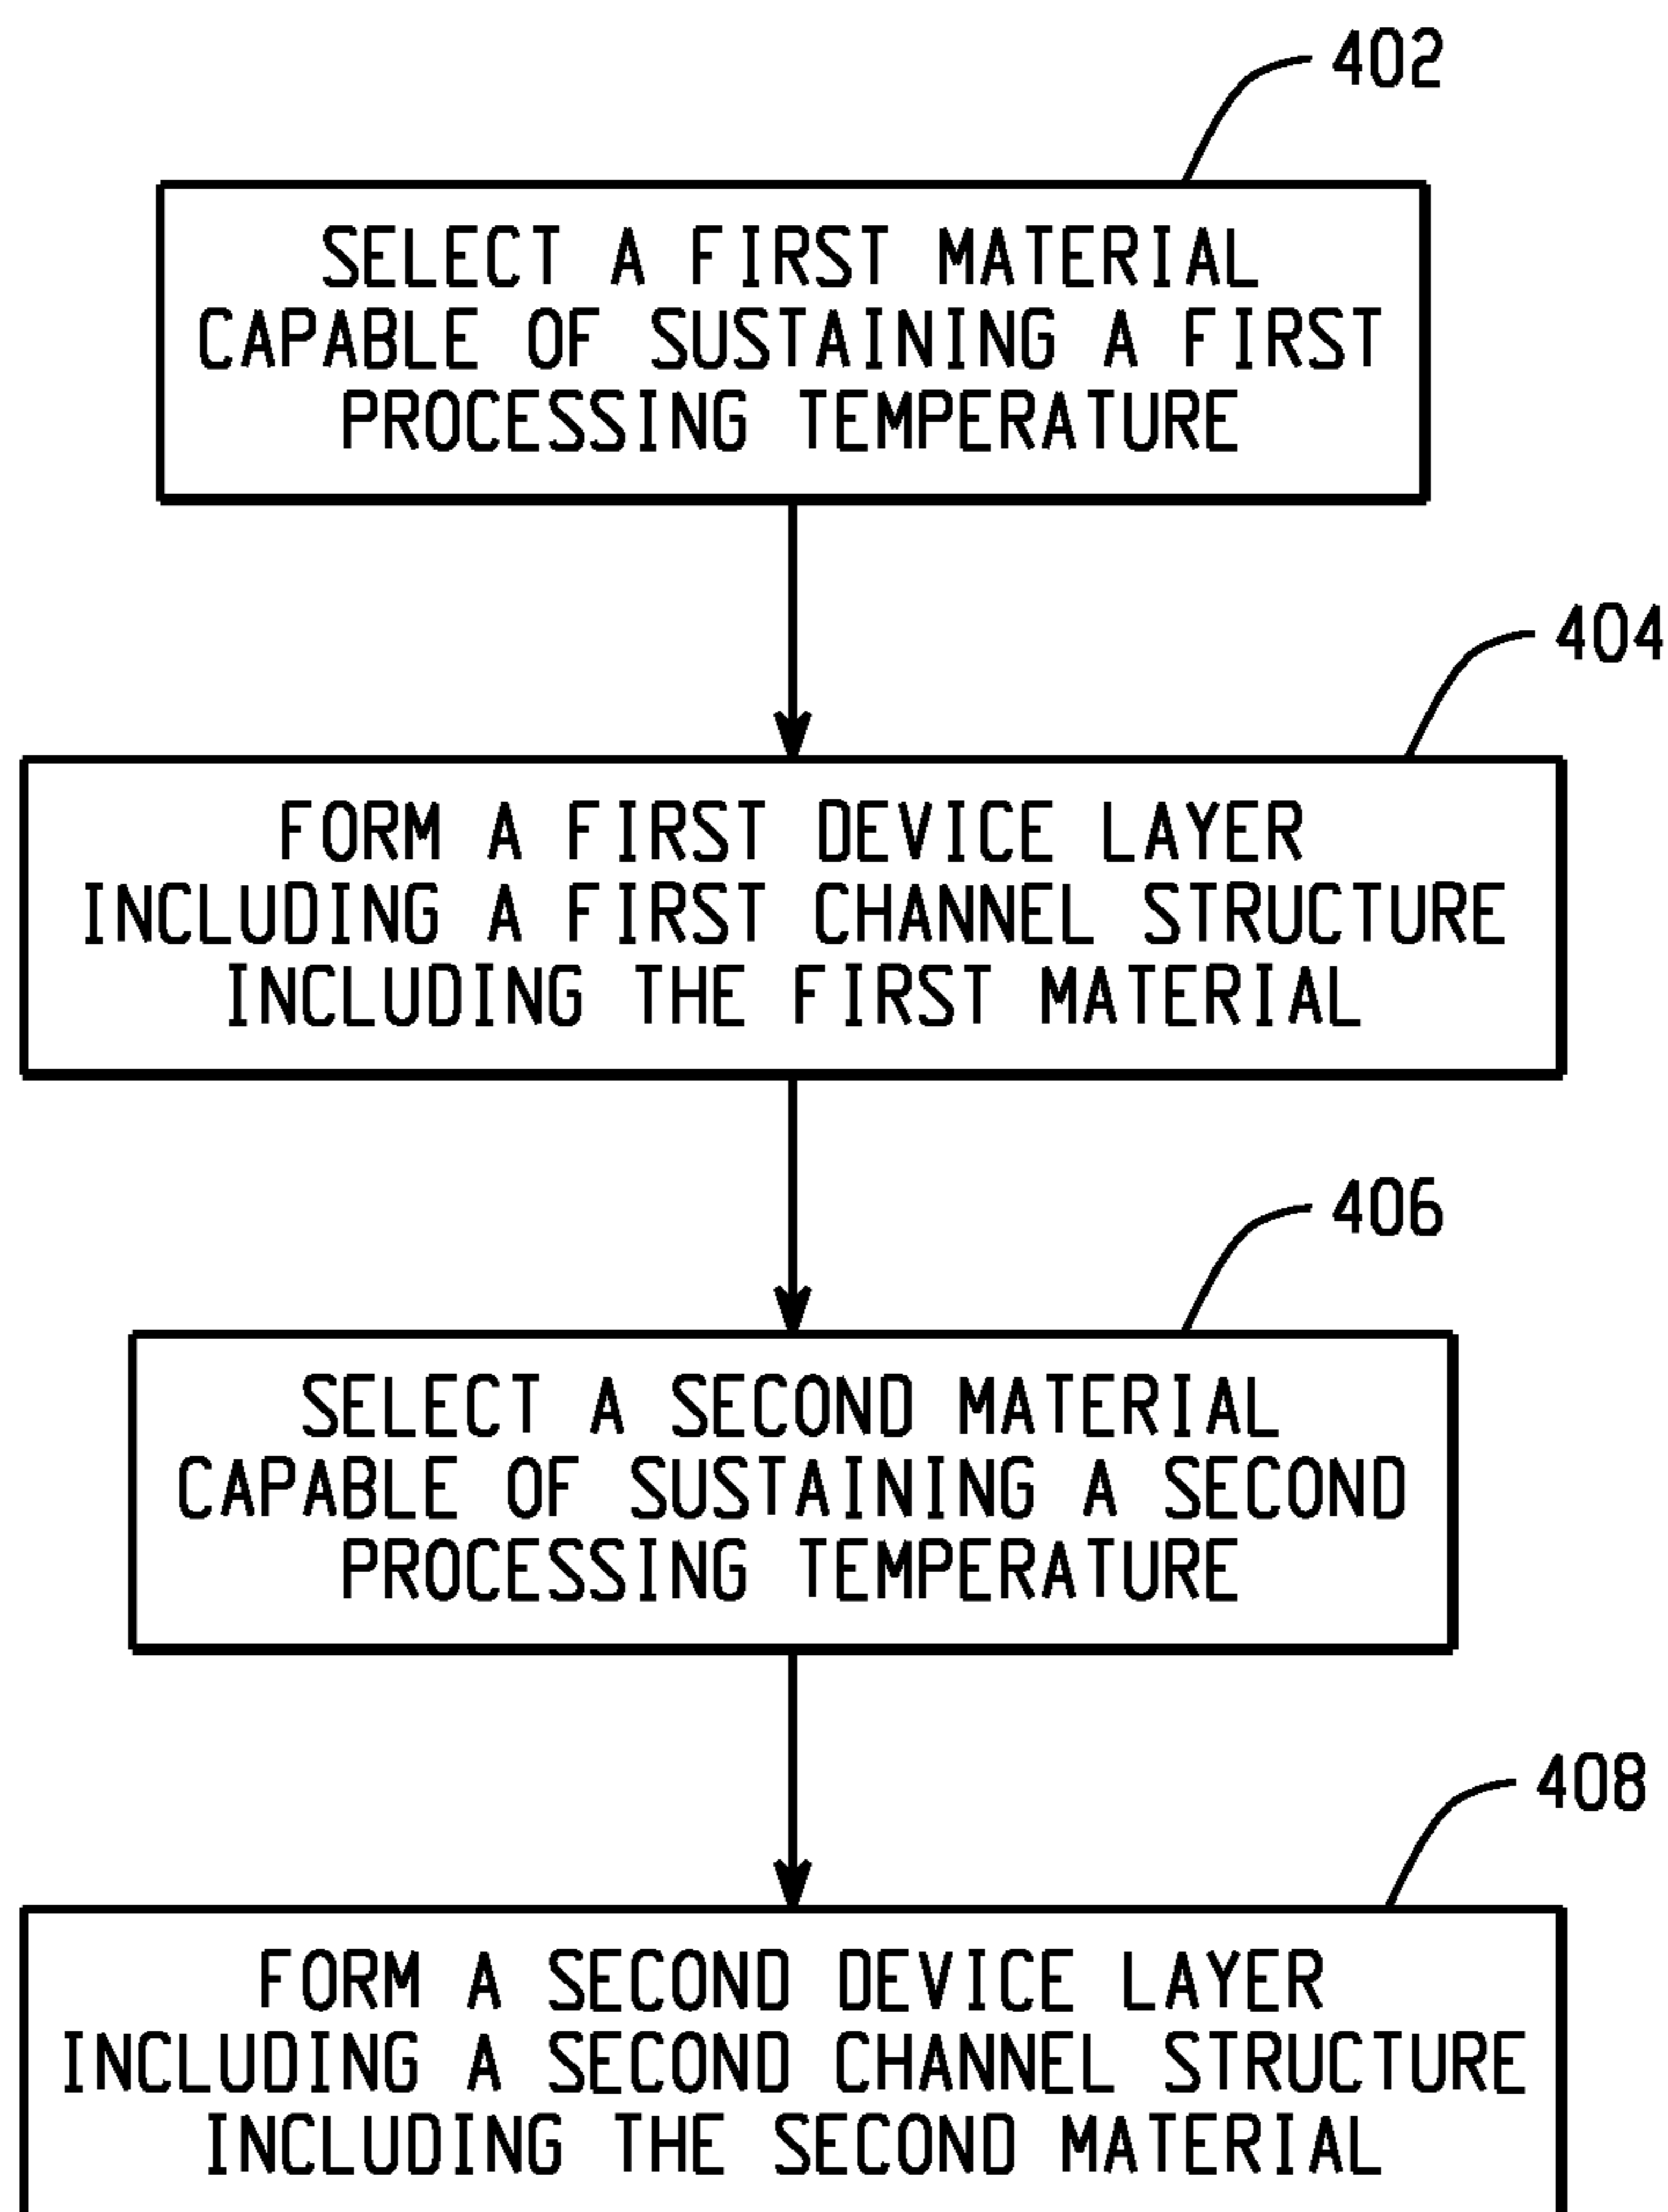 402
SELECT A FIRST MATERIAL
CAPABLE OF SUSTAINING A FIRST
PROCESSING TEMPERATURE
404
FORM A FIRST DEVICE LAYER
INCLUDING A FIRST CHANNEL STRUCTURE
INCLUDING THE FIRST MATERIAL
406
SELECT A SECOND MATERIAL
CAPABLE OF SUSTAINING A SECOND
PROCESSING TEMPERATURE
408
FORM A SECOND DEVICE LAYER
INCLUDING A SECOND CHANNEL STRUCTURE
INCLUDING THE SECOND MATERIAL